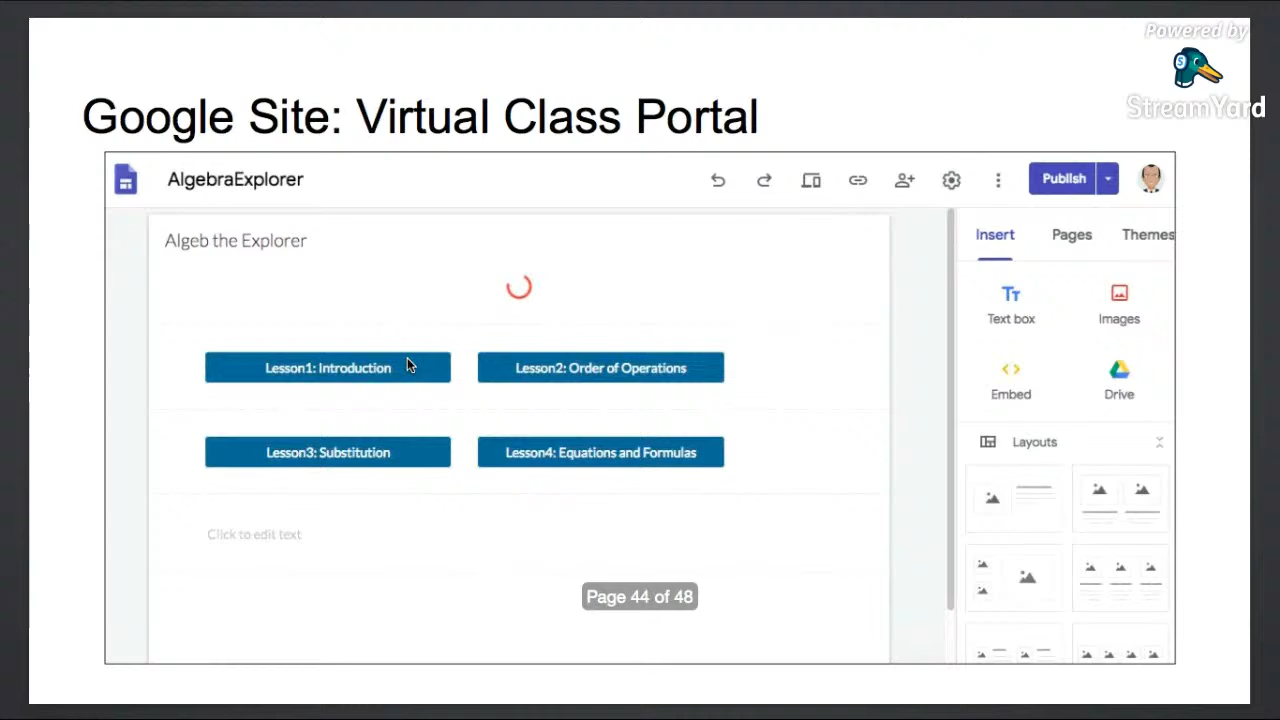 Powered by
StreamYard
Google Site: Virtual Class Portal
AlgebraExplorer
Publish
Algeb the Explorer
Insert Pages Themes
Text box Images
Lesson1: Introduction Lesson2: Order of Operations
Embed Drive
Layouts
Lesson3: Substitution Lesson4: Equations and Formulas
Click to edit text
Page 44 of 48